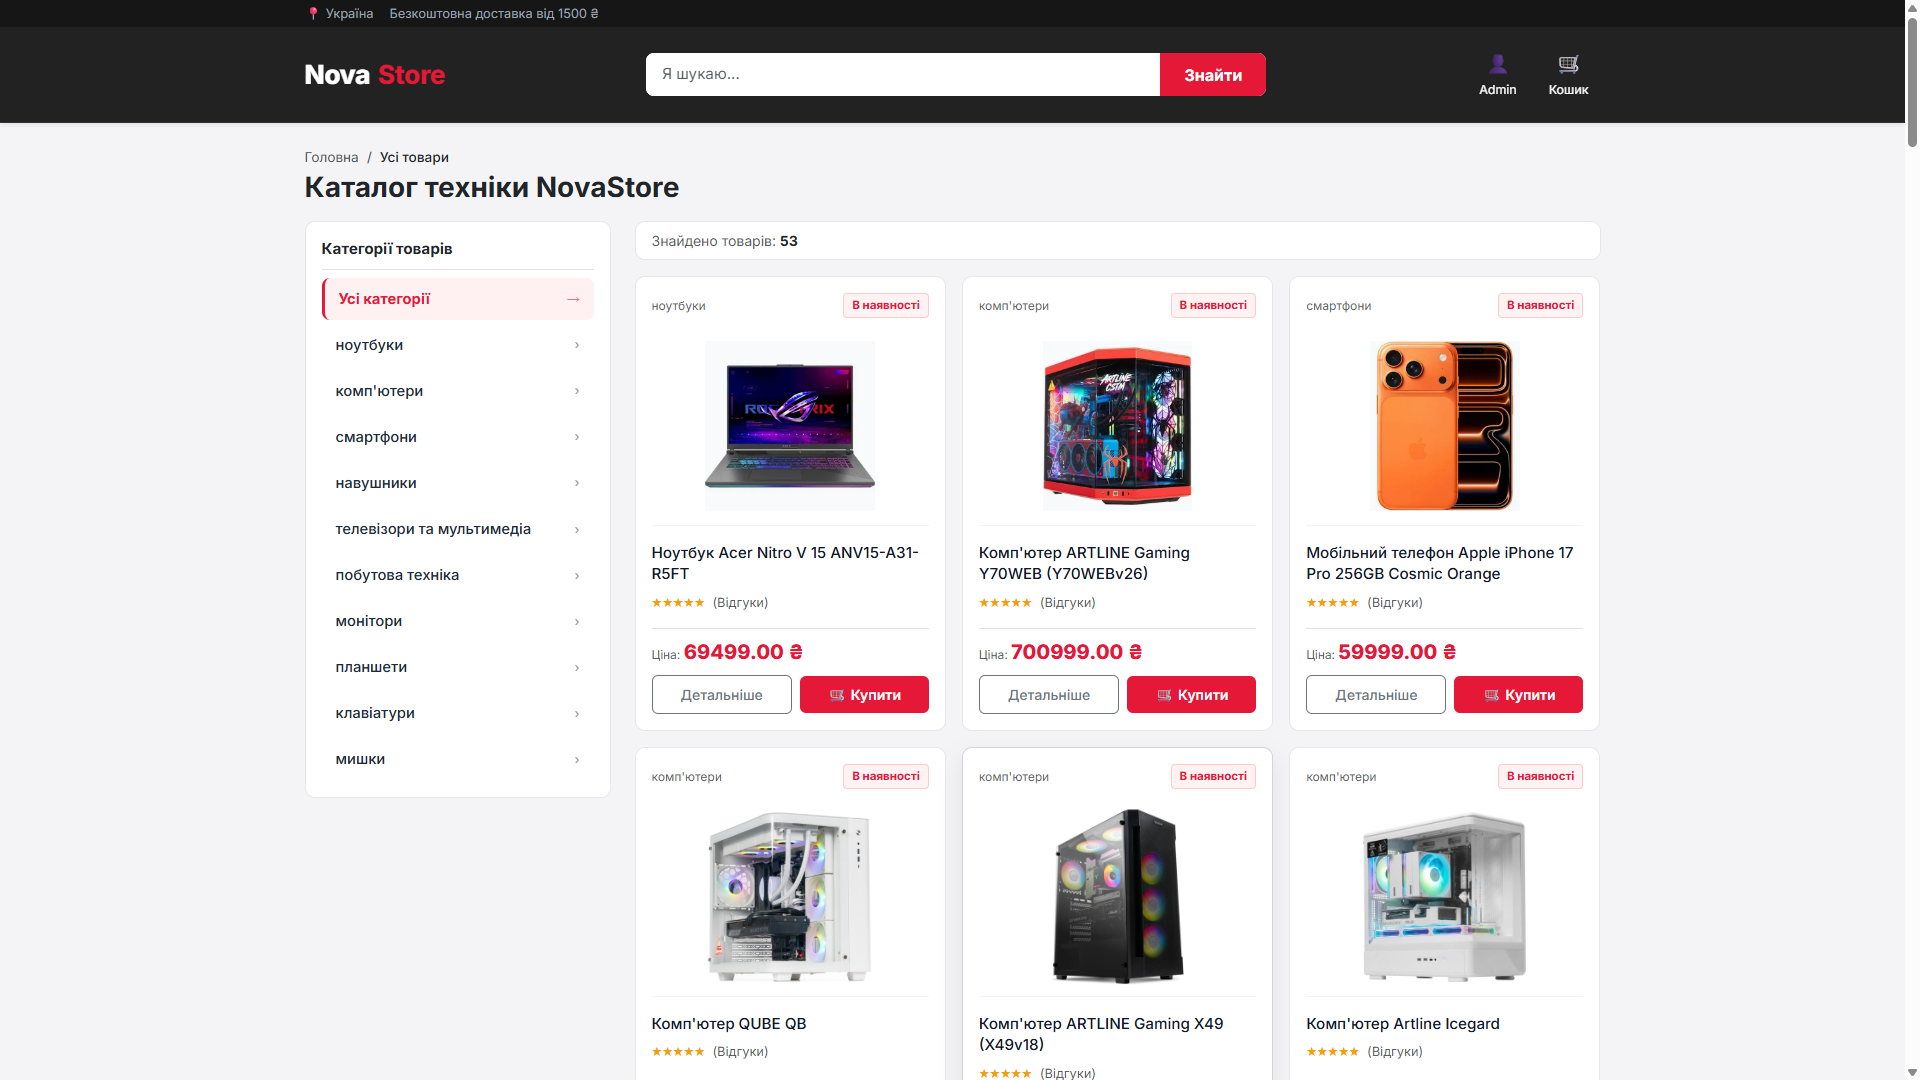 Україна Безкоштовна доставка від 1500 ₴
Nova Store
Я шукаю...
Знайти
Admin
Кошик
Головна / Усі товари
Каталог техніки NovaStore
Категорії товарів
Усі категорії →
ноутбуки ›
комп'ютери ›
смартфони ›
навушники ›
телевізори та мультимедіа ›
побутова техніка ›
монітори ›
планшети ›
клавіатури ›
мишки ›
Знайдено товарів: 53
ноутбуки
В наявності
Ноутбук Acer Nitro V 15 ANV15-A31-
R5FT
★★★★★ (Відгуки)
Ціна: 69499.00 ₴
Детальніше
Купити
комп'ютери
В наявності
ARTLINE
CSTM
Комп'ютер ARTLINE Gaming
Y70WEB (Y70WEBv26)
★★★★★ (Відгуки)
Ціна: 700999.00 ₴
Детальніше
Купити
смартфони
В наявності
Мобільний телефон Apple iPhone 17
Pro 256GB Cosmic Orange
★★★★★ (Відгуки)
Ціна: 59999.00 ₴
Детальніше
Купити
комп'ютери
В наявності
Комп'ютер QUBE QB
★★★★★ (Відгуки)
комп'ютери
В наявності
Комп'ютер ARTLINE Gaming X49
(X49v18)
★★★★★ (Відгуки)
комп'ютери
В наявності
Комп'ютер Artline Icegard
★★★★★ (Відгуки)